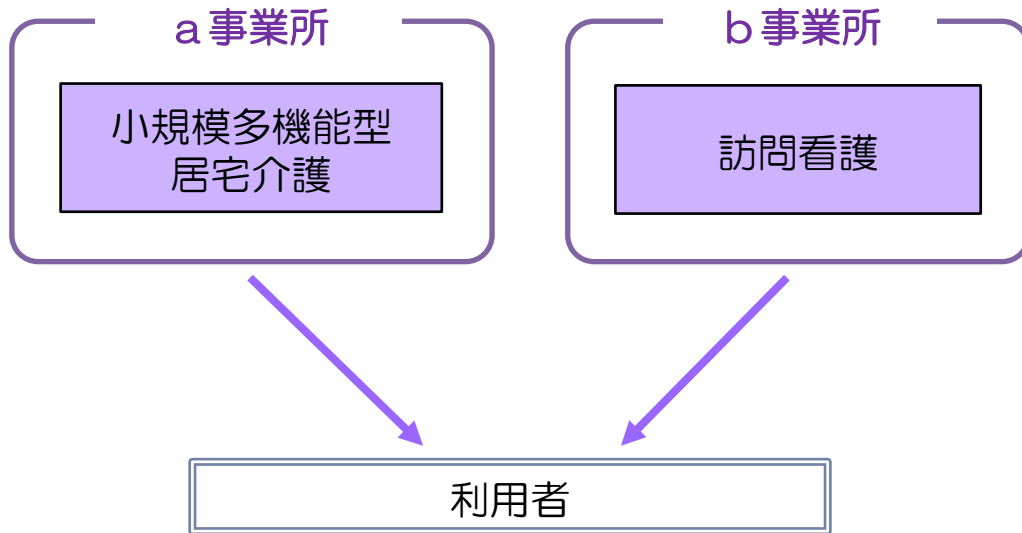 a事業所
小規模多機能型
居宅介護
b事業所
訪問看護
利用者